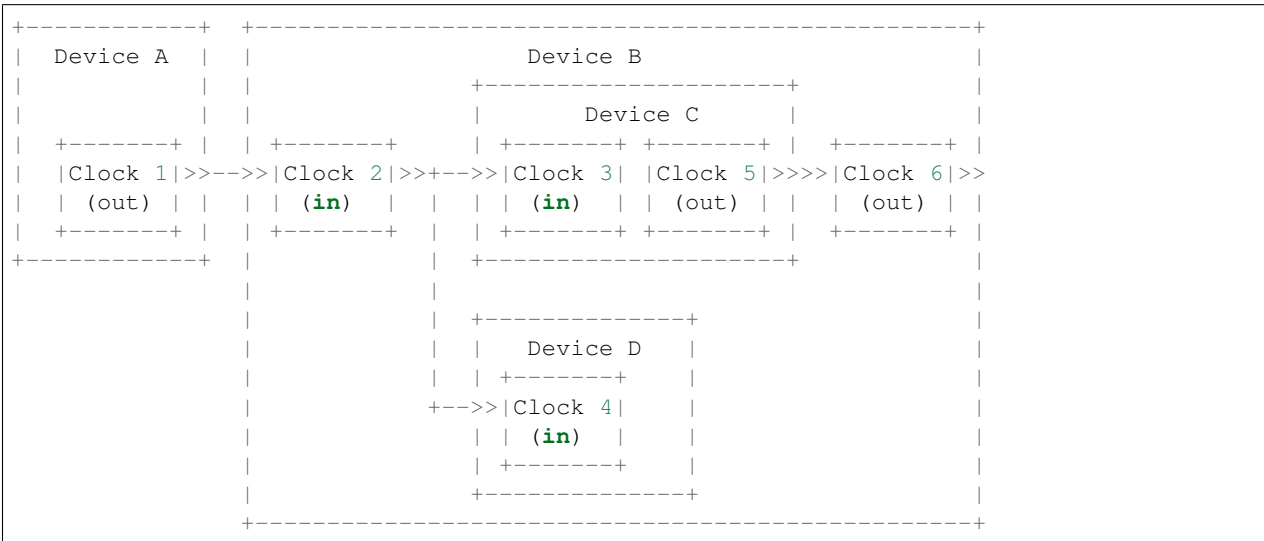 +------------+  +--------------------------------------------------+
|  Device A  |  |                   Device B                       |
|            |  |               +---------------------+            |
|            |  |               |       Device C      |            |
|  +-------+ |  | +-------+     | +-------+ +-------+ |  +-------+ |
|  |Clock 1|>>-->>|Clock 2|>>+-->>|Clock 3| |Clock 5|>>>>|Clock 6|>>
|  | (out) | |  | | (in)  |  |  | | (in)  | | (out) | |  | (out) | |
|  +-------+ |  | +-------+  |  | +-------+ +-------+ |  +-------+ |
+------------+  |            |  +---------------------+            |
                |            |                                     |
                |            |  +--------------+                   |
                |            |  |   Device D   |                   |
                |            |  | +-------+    |                   |
                |            +-->>|Clock 4|    |                   |
                |               | | (in)  |    |                   |
                |               | +-------+    |                   |
                |               +--------------+                   |
                +--------------------------------------------------+